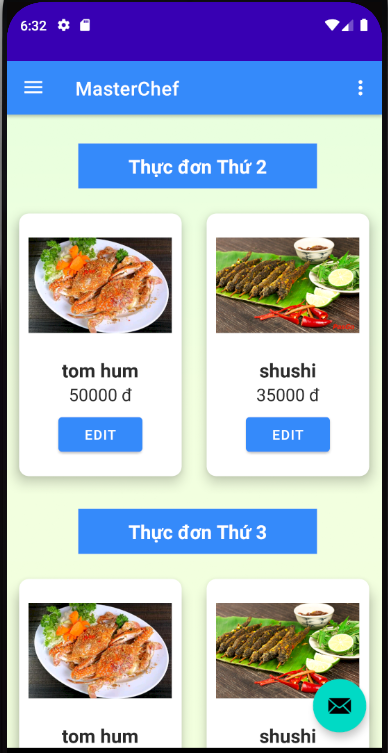 6:32
MasterChef
Thực đơn Thứ 2
tom hum
shushi
50000 đ
35000 đ
EDIT
EDIT
Thực đơn Thứ 3
tom hum
shushi